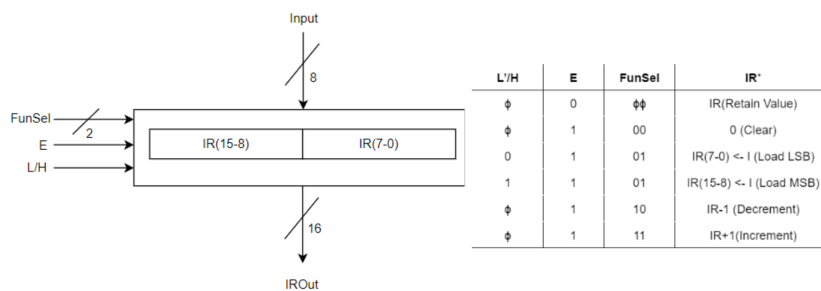 Input
8
FunSel
2
E
L/H
IR(15-8) IR(7-0)
16
IROut
L'/H E FunSel IR⁺
ϕ 0 ϕϕ IR(Retain Value)
ϕ 1 00 0 (Clear)
0 1 01 IR(7-0) <- I (Load LSB)
1 1 01 IR(15-8) <- I (Load MSB)
ϕ 1 10 IR-1 (Decrement)
ϕ 1 11 IR+1(Increment)